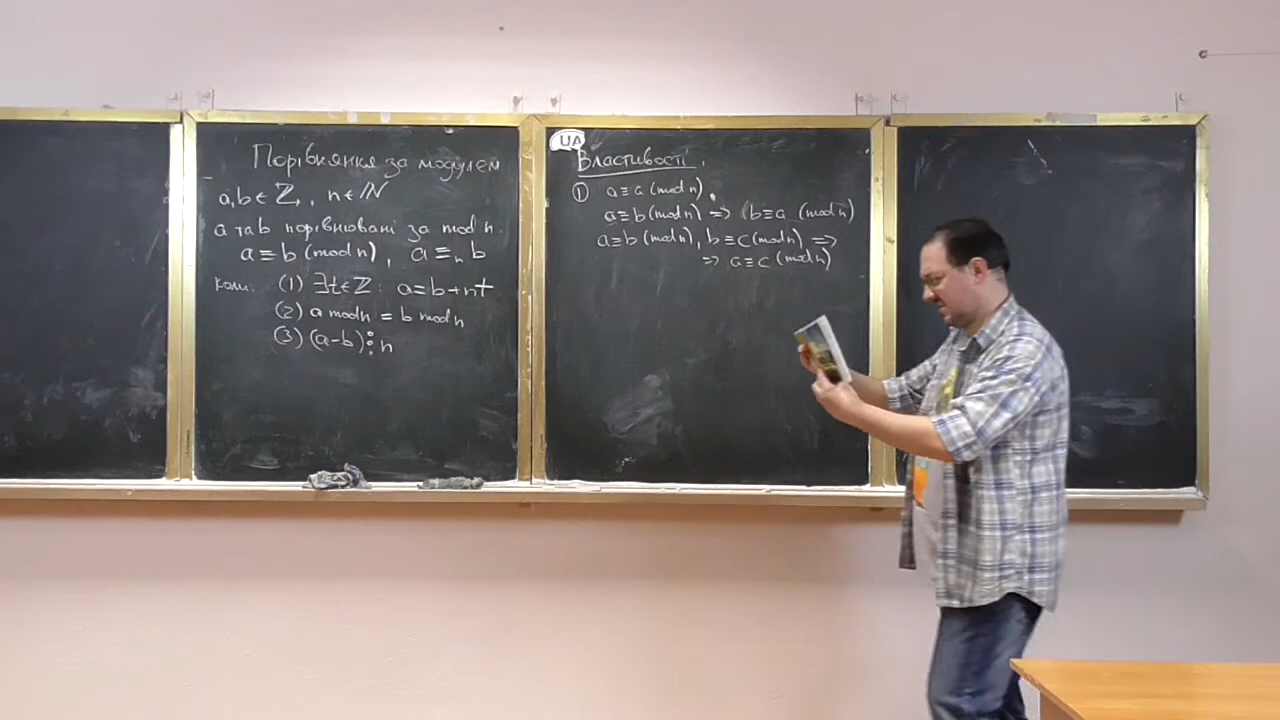 Порівняння за модулем
a, b ∈ ℤ, n ∈ ℕ
a та b порівнювані за mod n.
a ≡ b (mod n), a ≡ₙ b
коли: (1) ∃t∈ℤ: a = b + nt
(2) a mod n = b mod n
(3) (a-b)⋮n
UA
Властивості.
① a ≡ a (mod n),
a ≡ b (mod n) => b ≡ a (mod n)
a ≡ b (mod n), b ≡ c (mod n) =>
=> a ≡ c (mod n)